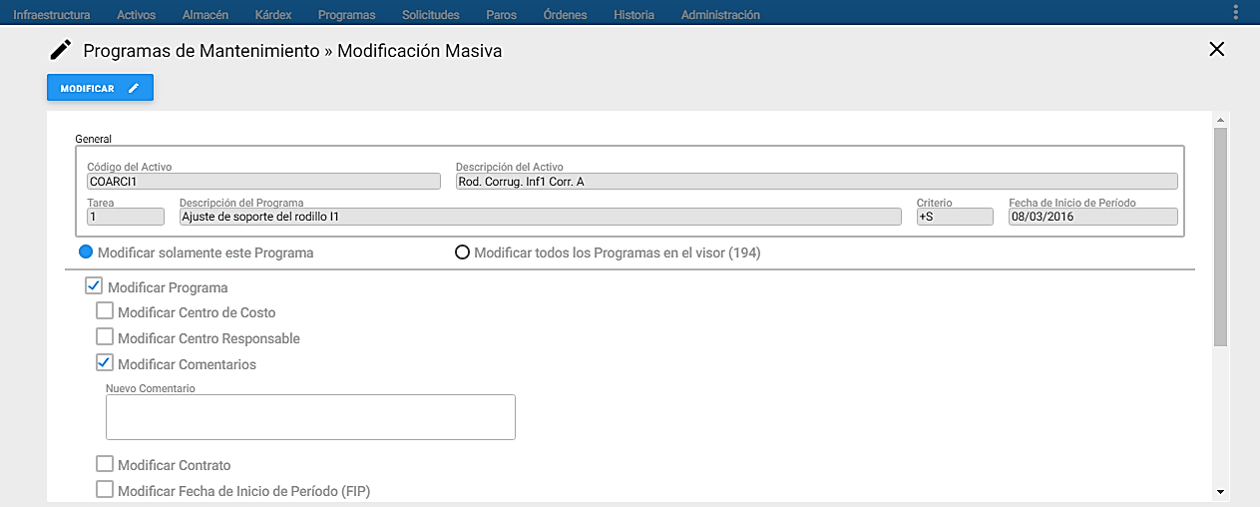 Infraestructura Activos Almacén Kárdex Programas Solicitudes Paros Órdenes Historia Administración
Programas de Mantenimiento » Modificación Masiva
MODIFICAR
General
Código del Activo Descripción del Activo
COARCI1 Rod. Corrug. Inf1 Corr. A
Tarea Descripción del Programa Criterio Fecha de Inicio de Período
1 Ajuste de soporte del rodillo I1 +S 08/03/2016
Modificar solamente este Programa Modificar todos los Programas en el visor (194)
Modificar Programa
Modificar Centro de Costo
Modificar Centro Responsable
Modificar Comentarios
Nuevo Comentario
Modificar Contrato
Modificar Fecha de Inicio de Período (FIP)